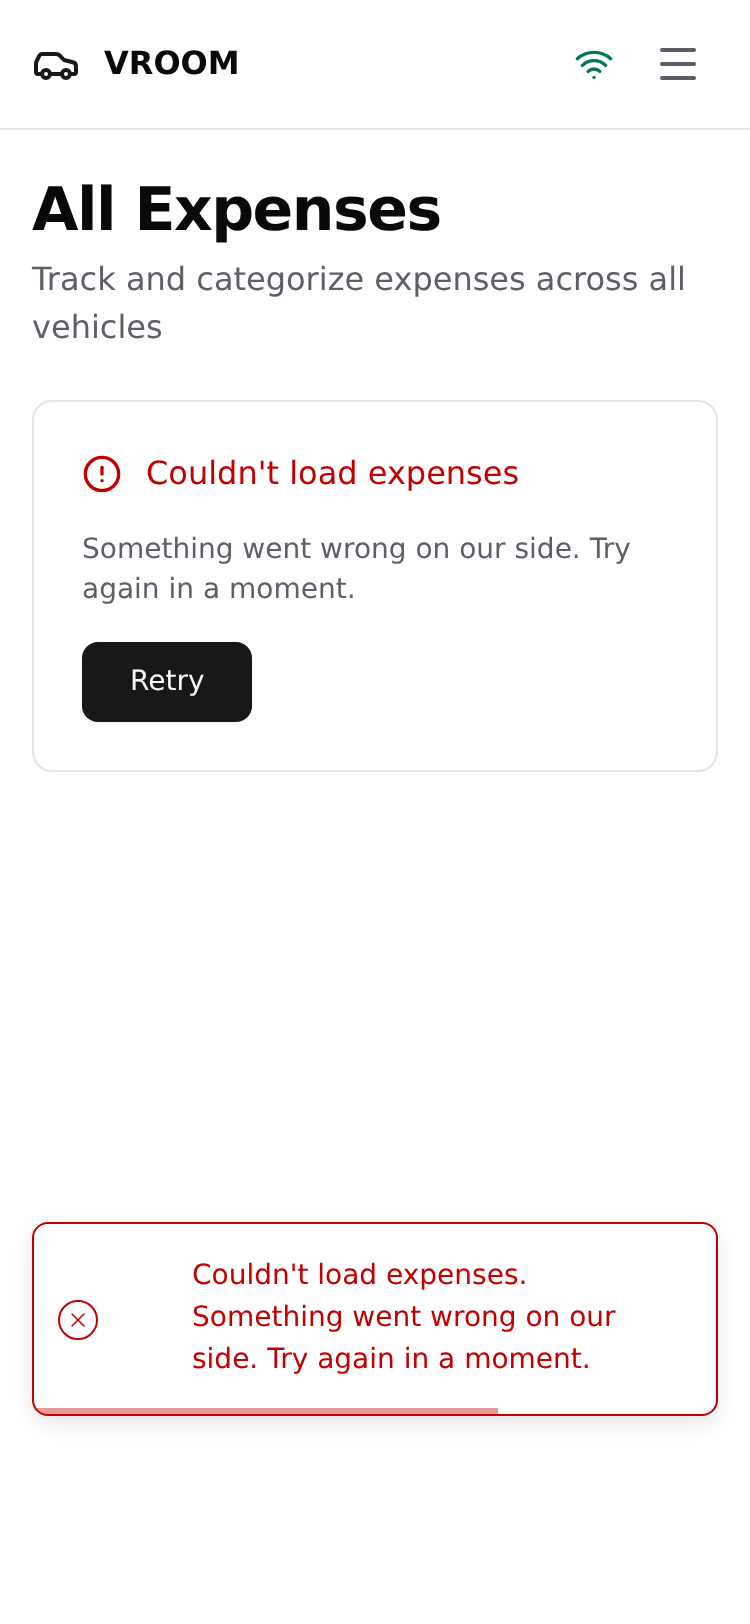 VROOM
All Expenses
Track and categorize expenses across all
vehicles
Couldn't load expenses
Something went wrong on our side. Try
again in a moment.
Retry
Couldn't load expenses.
Something went wrong on our
side. Try again in a moment.